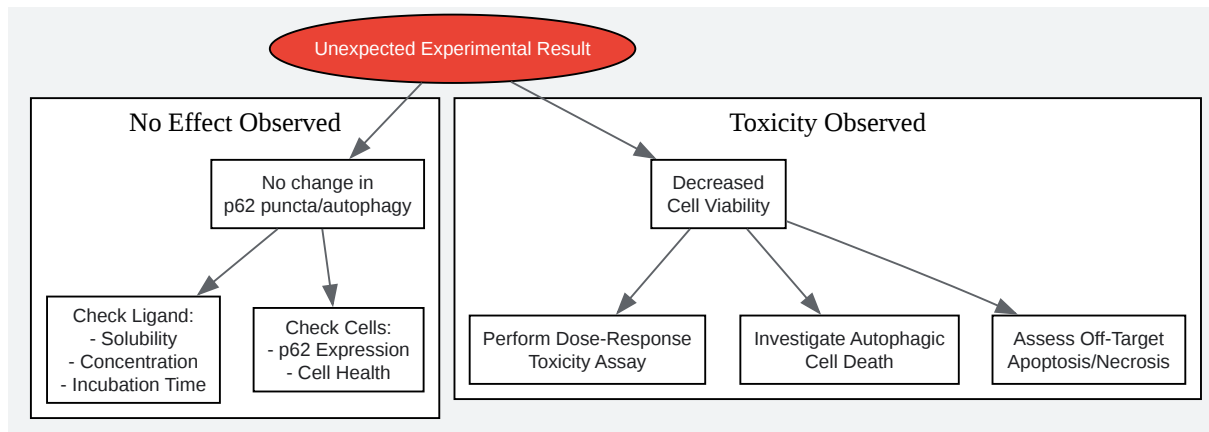 Unexpected Experimental Result
No Effect Observed
No change in
p62 puncta/autophagy
Check Ligand:
- Solubility
- Concentration
- Incubation Time
Check Cells:
- p62 Expression
- Cell Health
Toxicity Observed
Decreased
Cell Viability
Perform Dose-Response
Toxicity Assay
Investigate Autophagic
Cell Death
Assess Off-Target
Apoptosis/Necrosis